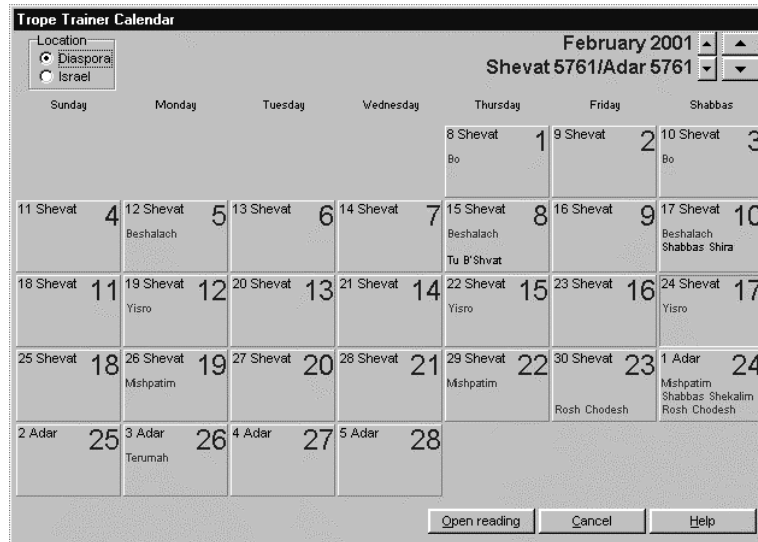 Trope Trainer Calendar
Location
Diaspora
Israel
February 2001
Shevat 5761/Adar 5761
Sunday Monday Tuesday Wednesday Thursday Friday Shabbas
8 Shevat 1 9 Shevat 2 10 Shevat 3
Bo Bo
11 Shevat 4 12 Shevat 5 13 Shevat 6 14 Shevat 7 15 Shevat 8 16 Shevat 9 17 Shevat 10
Beshalach Beshalach Beshalach
Shabbas Shira
Tu B'Shvat
18 Shevat 11 19 Shevat 12 20 Shevat 13 21 Shevat 14 22 Shevat 15 23 Shevat 16 24 Shevat 17
Yisro Yisro Yisro
25 Shevat 18 26 Shevat 19 27 Shevat 20 28 Shevat 21 29 Shevat 22 30 Shevat 23 1 Adar 24
Mishpatim Mishpatim Mishpatim
Shabbas Shekalim
Rosh Chodesh Rosh Chodesh
2 Adar 25 3 Adar 26 4 Adar 27 5 Adar 28
Terumah
Open reading Cancel Help